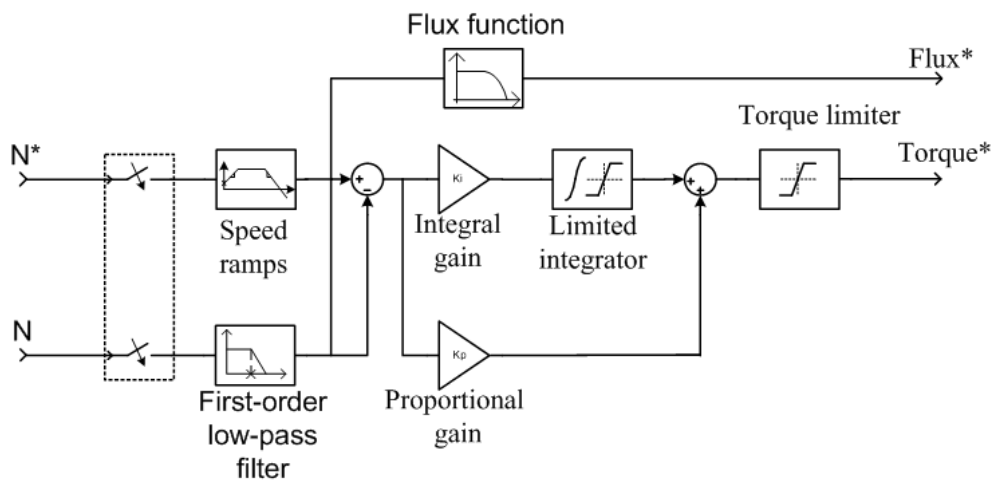 Flux function
Flux*
Torque limiter
N*
Torque*
+
−
Ki
+
+
Speed
ramps
Integral
gain
Limited
integrator
N
Kp
First-order
low-pass
filter
Proportional
gain